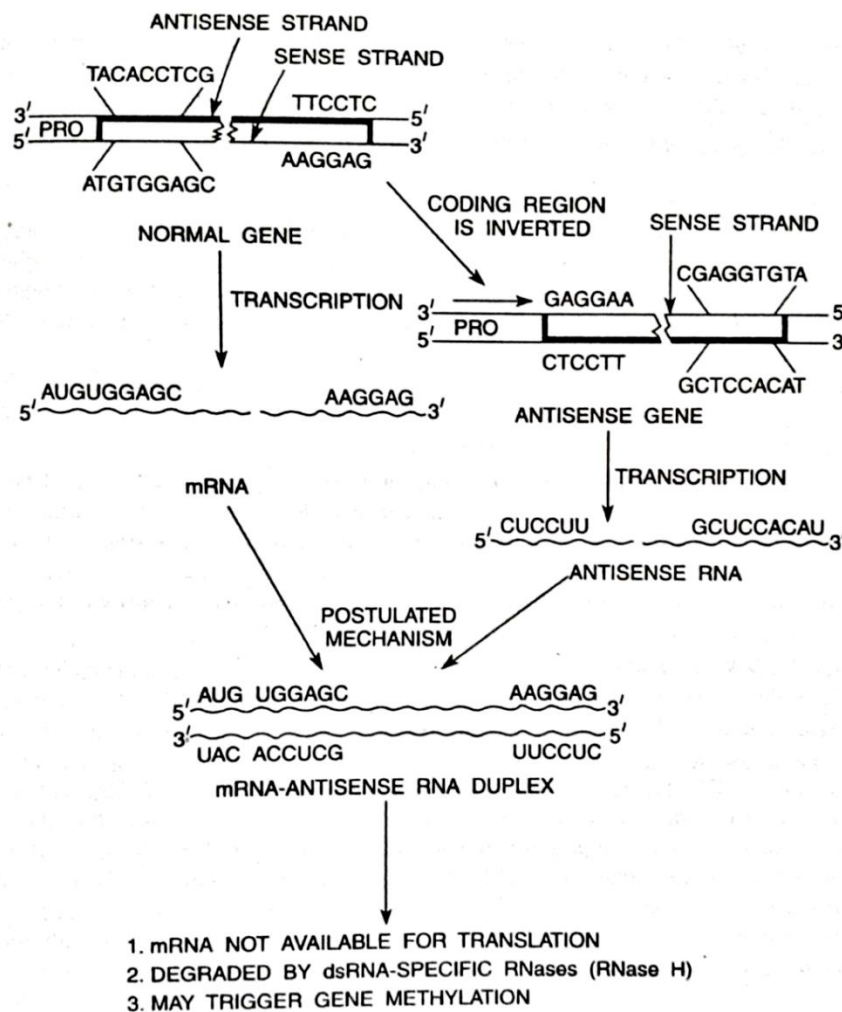 ANTISENSE STRAND
SENSE STRAND
TACACCTCG
TTCCTC
3′
5′
PRO
5′
3′
AAGGAG
ATGTGGAGC
NORMAL GENE
CODING REGION
IS INVERTED
SENSE STRAND
CGAGGTGTA
TRANSCRIPTION
GAGGAA
3′
5′
PRO
5′
3
CTCCTT
GCTCCACAT
ANTISENSE GENE
AUGUGGAGC
AAGGAG
5′
3′
mRNA
TRANSCRIPTION
CUCCUU
GCUCCACAU
5′
3′
ANTISENSE RNA
POSTULATED
MECHANISM
AUG UGGAGC
AAGGAG
5′
3′
3′
5′
UAC ACCUCG
UUCCUC
mRNA-ANTISENSE RNA DUPLEX
1. mRNA NOT AVAILABLE FOR TRANSLATION
2. DEGRADED BY dsRNA-SPECIFIC RNases (RNase H)
3. MAY TRIGGER GENE METHYLATION